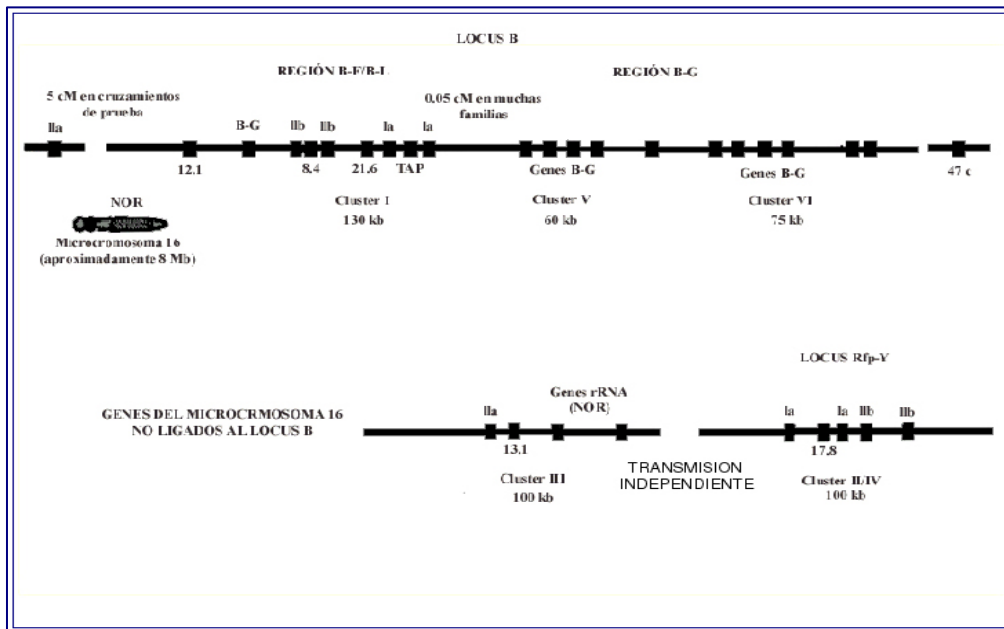 LOCUS B
REGIÓN B-F/B-L
REGIÓN B-G
5 cM en cruzamientos
de prueba
0.05 cM en muchas
familias
IIa
B-G
IIb
IIb
Ia
Ia
12.1
8.4
21.6
TAP
Genes B-G
Genes B-G
47 c
Cluster I
130 kb
Cluster V
60 kb
Cluster VI
75 kb
NOR
Microcromosoma 16
(aproximadamente 8 Mb)
LOCUS Rfp-Y
GENES DEL MICROCRMOSOMA 16
NO LIGADOS AL LOCUS B
IIa
Genes rRNA
(NOR)
Ia
Ia
IIb
IIb
13.1
17.8
Cluster III
100 kb
TRANSMISION
INDEPENDIENTE
Cluster II/IV
100 kb